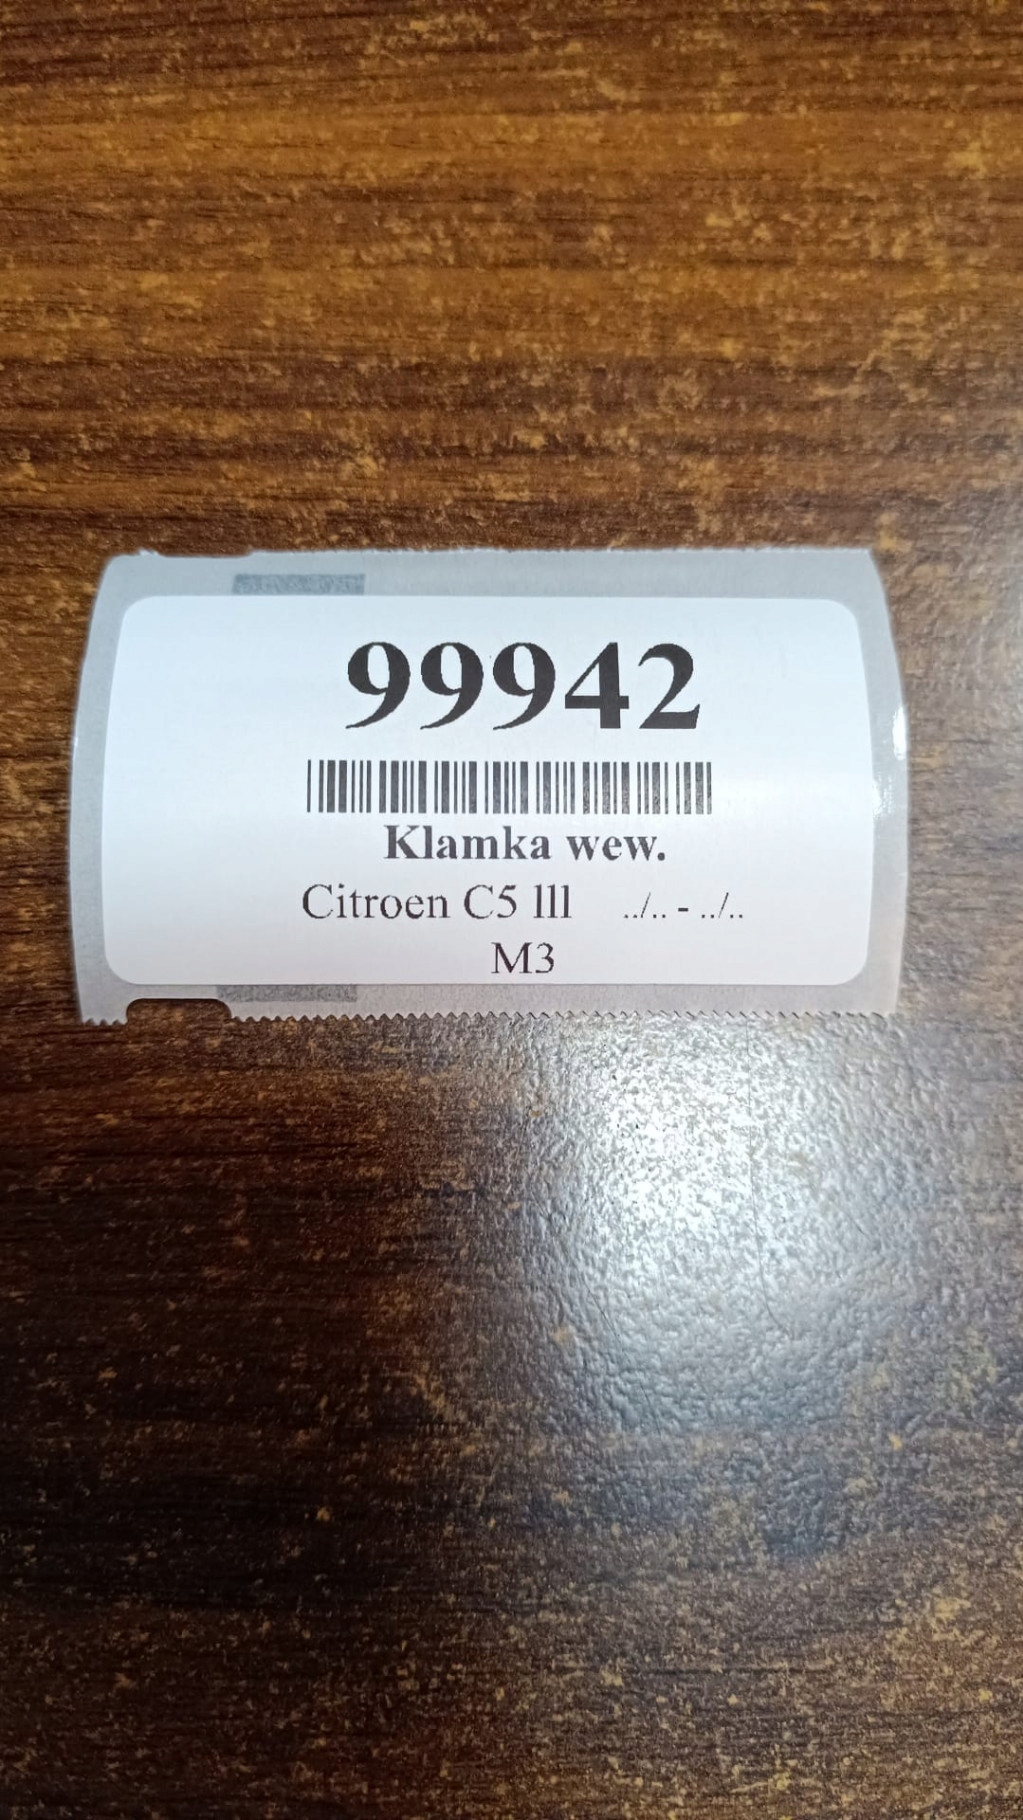 99942
Klamka wew.
Citroen C5 lll ../.. - ../..
M3